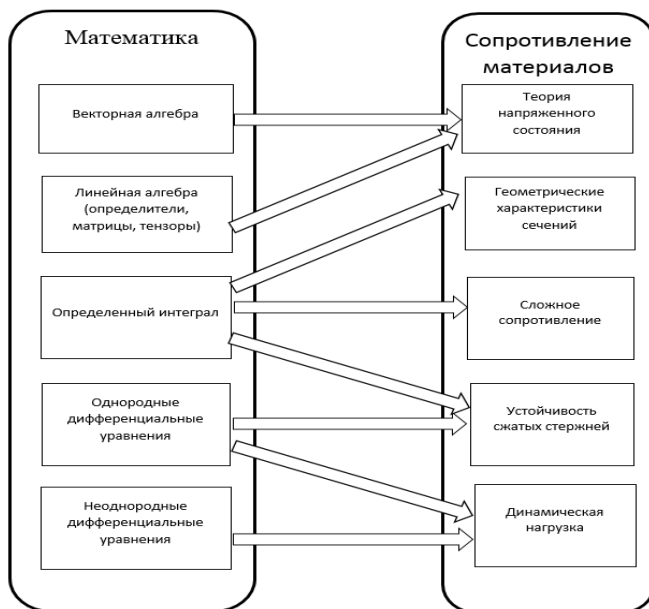 Математика
Векторная алгебра
Линейная алгебра
(определители,
матрицы, тензоры)
Определенный интеграл
Однородные
дифференциальные
уравнения
Неоднородные
дифференциальные
уравнения
Сопротивление
материалов
Теория
напряженного
состояния
Геометрические
характеристики
сечений
Сложное
сопротивление
Устойчивость
сжатых стержней
Динамическая
нагрузка